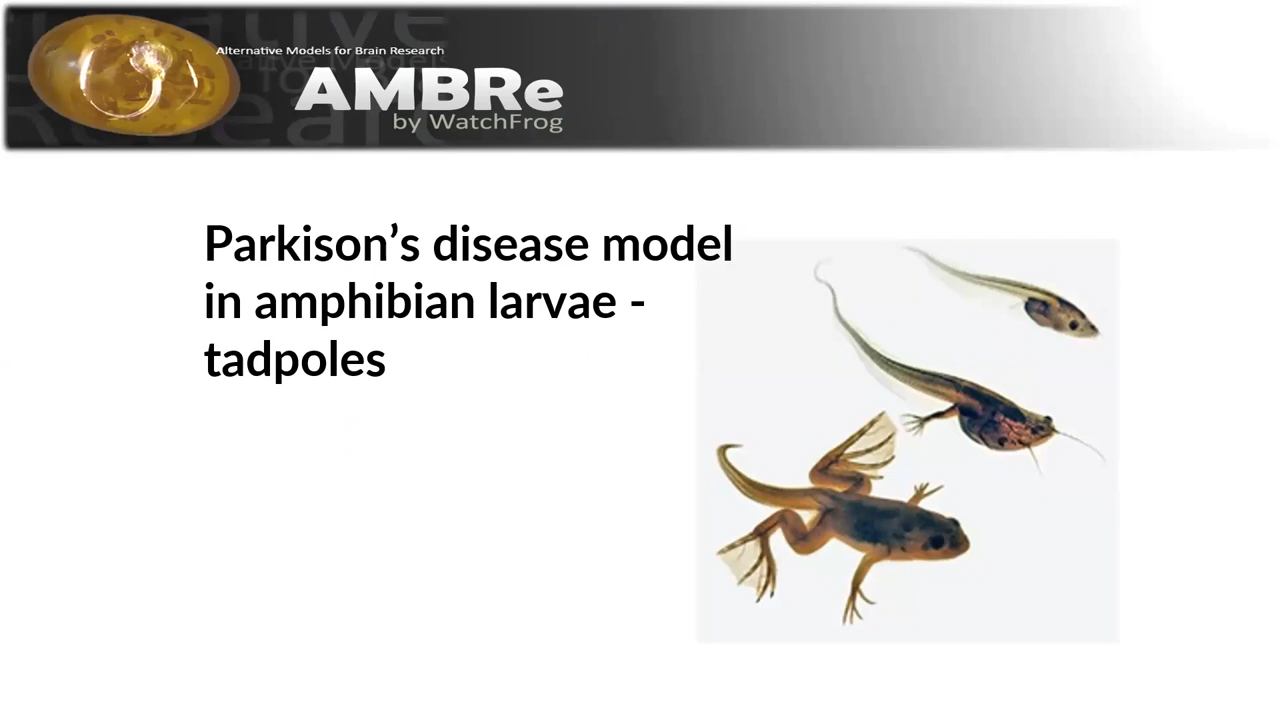 Alternative Models for Brain Research
AMBRe
by WatchFrog
Parkison’s disease model
in amphibian larvae -
tadpoles